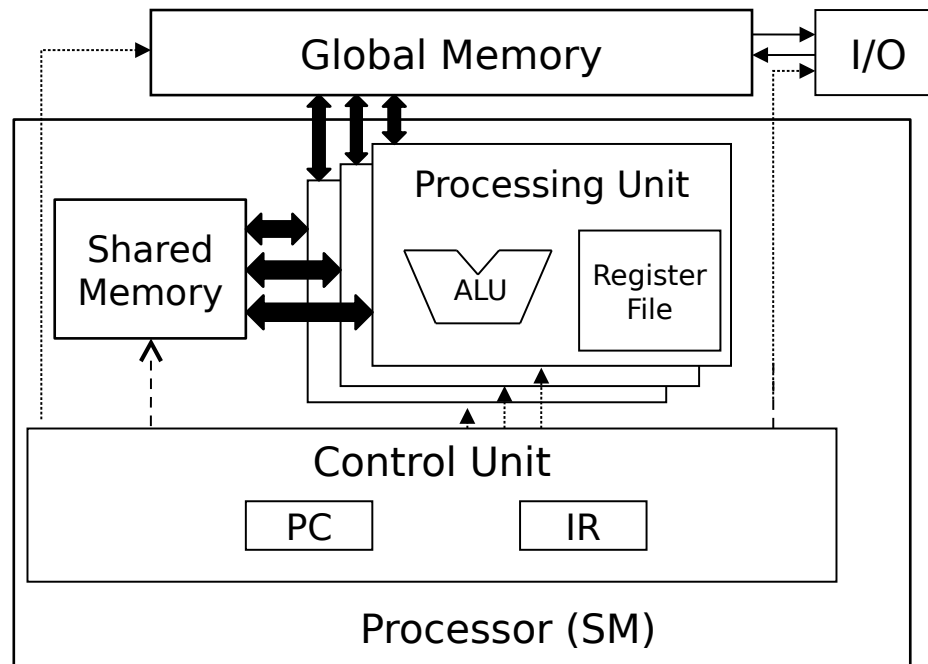 Global Memory
I/O
Processing Unit
Shared
Memory
ALU
Register
File
Control Unit
PC
IR
Processor (SM)